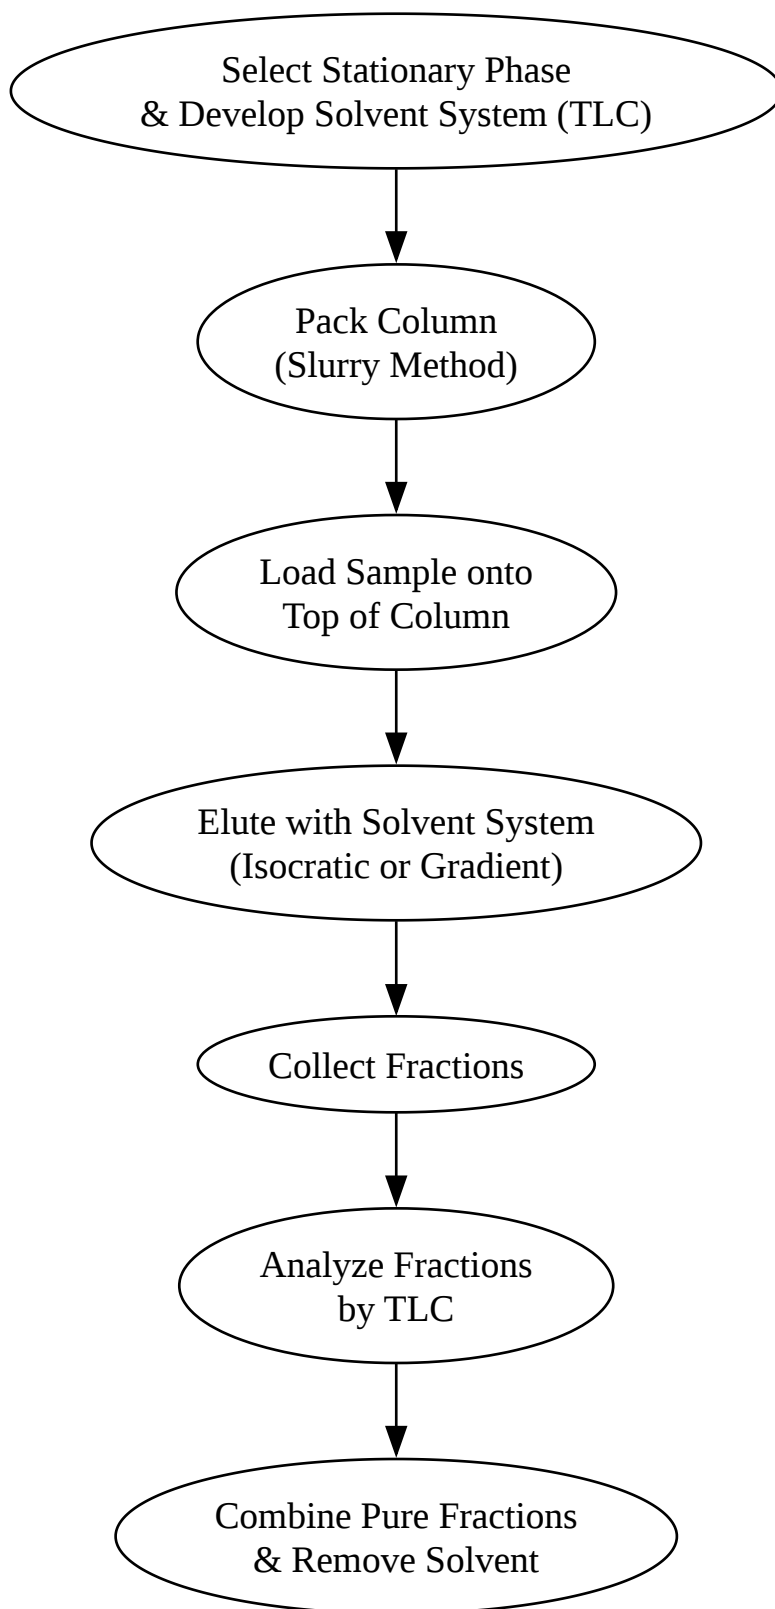 Select Stationary Phase
& Develop Solvent System (TLC)
Pack Column
(Slurry Method)
Load Sample onto
Top of Column
Elute with Solvent System
(Isocratic or Gradient)
Collect Fractions
Analyze Fractions
by TLC
Combine Pure Fractions
& Remove Solvent